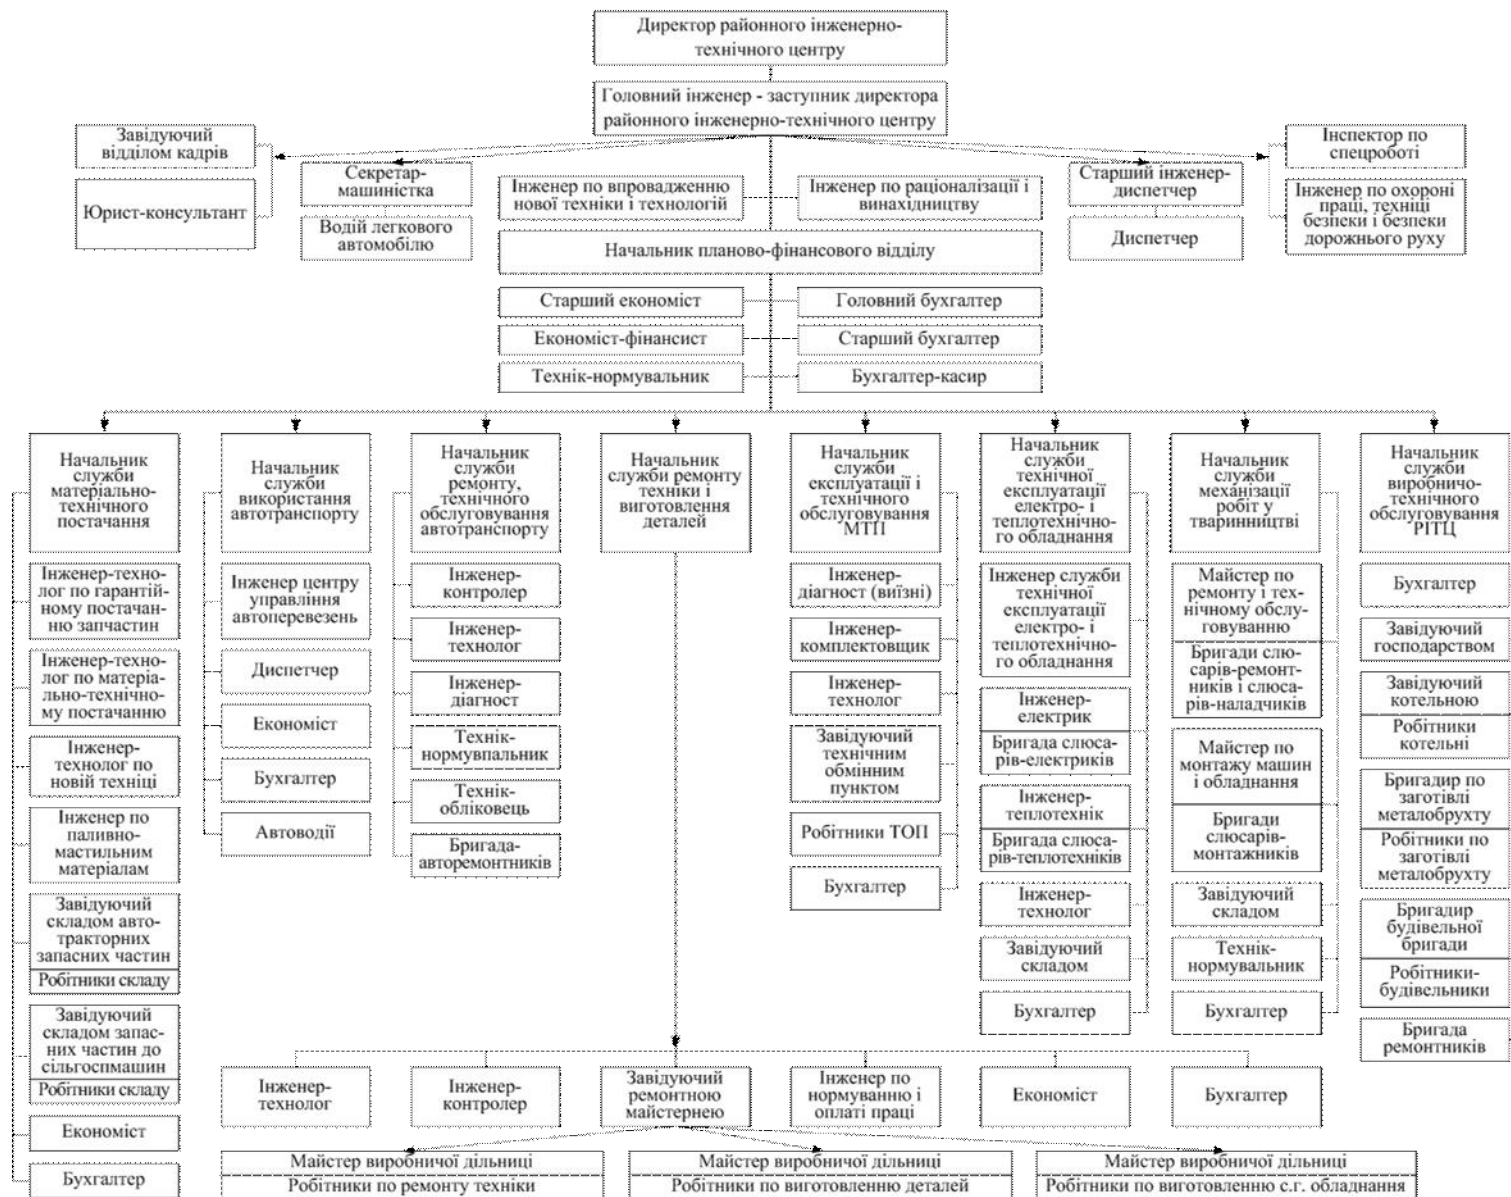 Директор районного інженерно-
технічного центру
Головний інженер - заступник директора
районного інженерно-технічного центру
Завідуючий
відділом кадрів
Юрист-консультант
Секретар-
машиністка
Водій легкового
автомобілю
Інженер по впровадженню
нової техніки і технологій
Інженер по раціоналізації і
винахідництву
Старший інженер-
диспетчер
Диспетчер
Інспектор по
спецроботі
Інженер по охороні
праці, техніці
безпеки і безпеки
дорожнього руху
Начальник планово-фінансового відділу
Старший економіст
Головний бухгалтер
Економіст-фінансист
Старший бухгалтер
Технік-нормувальник
Бухгалтер-касир
Начальник
служби
матеріально-
технічного
постачання
Інженер-техно-
лог по гарантій-
ному постачан-
ню запчастин
Інженер-техно-
лог по матеріа-
льно-технічно-
му постачанню
Інженер-
технолог по
новій техніці
Інженер по
паливно-
мастильним
матеріалам
Завідуючий
складом авто-
тракторних
запасних частин
Робітники складу
Завідуючий
складом запас-
них частин до
сільгоспмашин
Робітники складу
Економіст
Бухгалтер
Начальник
служби
використання
автотранспорту
Інженер центру
управління
автоперевезень
Диспетчер
Економіст
Бухгалтер
Автоводії
Начальник
служби
ремонту,
технічного
обслуговування
автотранспорту
Інженер-
контролер
Інженер-
технолог
Інженер-
діагност
Технік-
нормувпальник
Технік-
обліковець
Бригада-
авторемонтників
Начальник
служби ремонту
техніки і
виготовлення
деталей
Начальник
служби
експлуатації і
технічного
обслуговування
МТП
Інженер-
діагност (виїзні)
Інженер-
комплектовщик
Інженер-
технолог
Завідуючий
технічним
обмінним
пунктом
Робітники ТОП
Бухгалтер
Начальник
служби
технічної
експлуатації
електро- і
теплотехнічно-
го обладнання
Інженер служби
технічної
експлуатації
електро- і
теплотехнічно-
го обладнання
Інженер-
електрик
Бригада слюса-
рів-електриків
Інженер-
теплотехнік
Бригада слюса-
рів-теплотехніків
Інженер-
технолог
Завідуючий
складом
Бухгалтер
Начальник
служби
механізації
робіт у
тваринництві
Майстер по
ремонту і тех-
нічному обслу-
говуванню
Бригади слю-
сарів-ремонт-
ників і слюса-
рів-наладчиків
Майстер по
монтажу машин
і обладнання
Бригади
слюсарів-
монтажників
Завідуючий
складом
Технік-
нормувальник
Бухгалтер
Начальник
служби
виробничо-
технічного
обслуговування
РІТЦ
Бухгалтер
Завідуючий
господарством
Завідуючий
котельною
Робітники
котельні
Бригадир по
заготівлі
металобрухту
Робітники по
заготівлі
металобрухту
Бригадир
будівельної
бригади
Робітники-
будівельники
Бригада
ремонтників
Інженер-
технолог
Інженер-
контролер
Завідуючий
ремонтною
майстернею
Інженер по
нормуванню і
оплаті праці
Економіст
Бухгалтер
Майстер виробничої дільниці
Робітники по ремонту техніки
Майстер виробничої дільниці
Робітники по виготовленню деталей
Майстер виробничої дільниці
Робітники по виготовленню с.г. обладнання